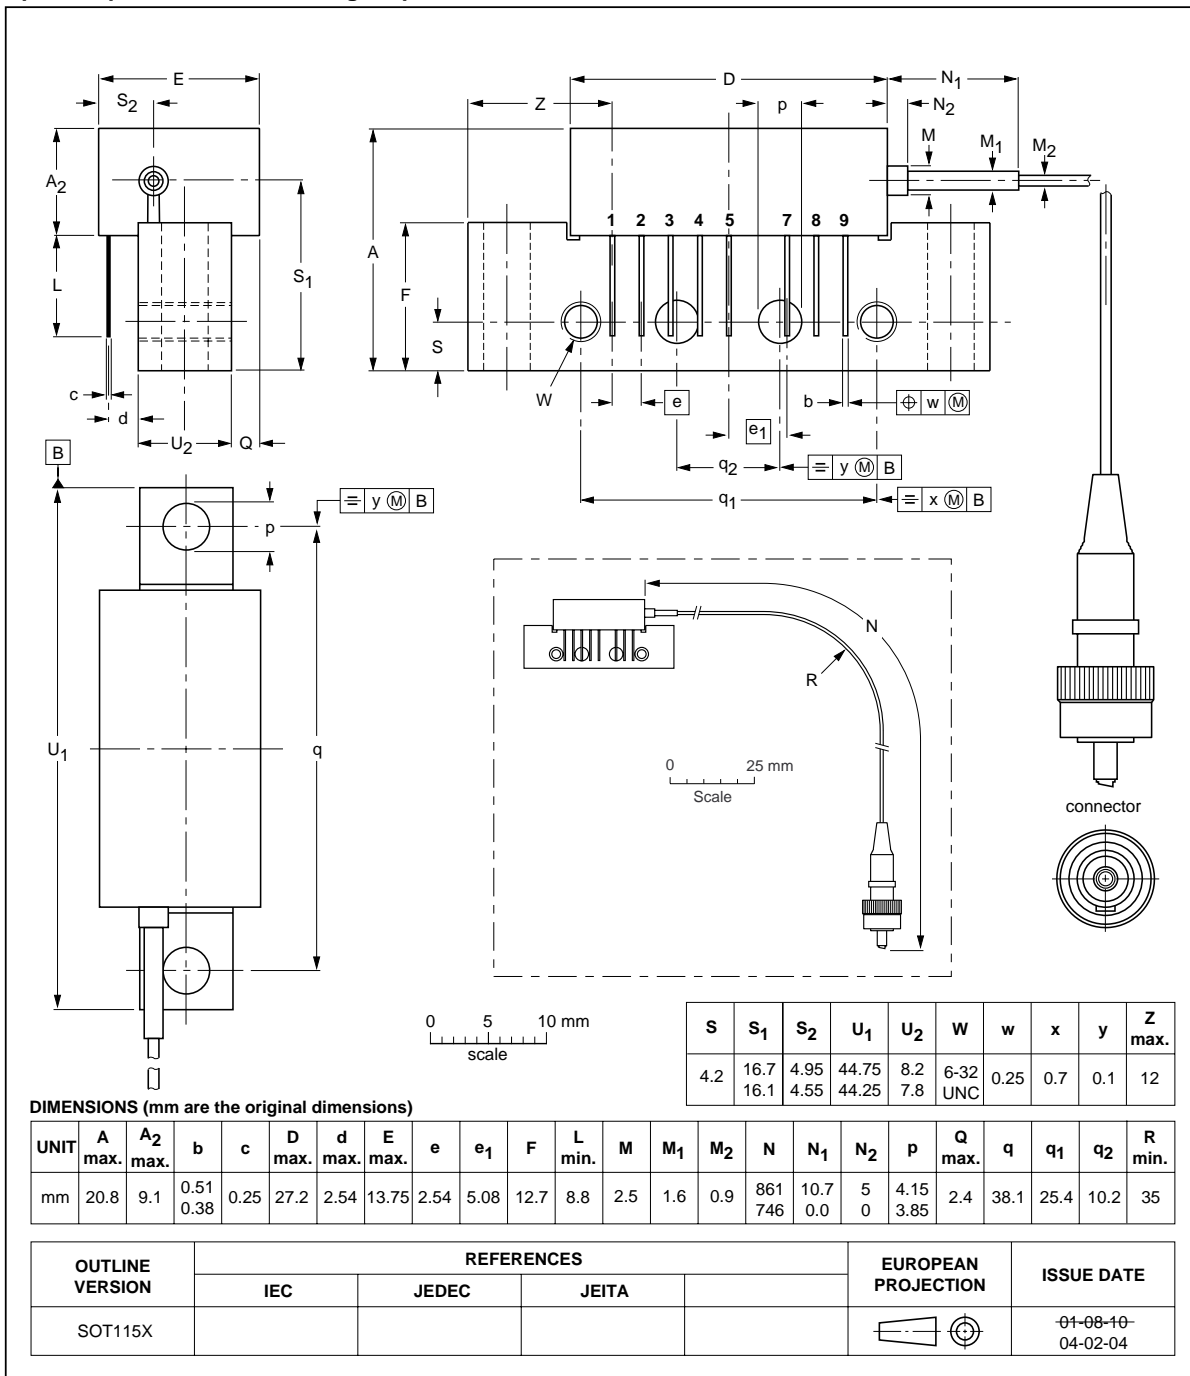 E
S2
D
N1
Z
p
N2
M
M1
M2
A2
L
S1
A
F
S
1 2 3 4 5 7 8 9
c
d
U2
Q
W
e
e1
b
⌖ w Ⓜ
q2
⌯ y Ⓜ B
q1
⌯ x Ⓜ B
B
p
⌯ y Ⓜ B
U1
q
N
R
0 25 mm
Scale
connector
0 5 10 mm
scale
S S1 S2 U1 U2 W w x y Z max.
4.2 16.7 16.1 4.95 4.55 44.75 44.25 8.2 7.8 6-32 UNC 0.25 0.7 0.1 12
DIMENSIONS (mm are the original dimensions)
UNIT A max. A2 max. b c D max. d max. E max. e e1 F L min. M M1 M2 N N1 N2 p Q max. q q1 q2 R min.
mm 20.8 9.1 0.51 0.38 0.25 27.2 2.54 13.75 2.54 5.08 12.7 8.8 2.5 1.6 0.9 861 746 10.7 0.0 5 0 4.15 3.85 2.4 38.1 25.4 10.2 35
OUTLINE VERSION
REFERENCES
IEC JEDEC JEITA
EUROPEAN PROJECTION
ISSUE DATE
SOT115X
01-08-10
04-02-04